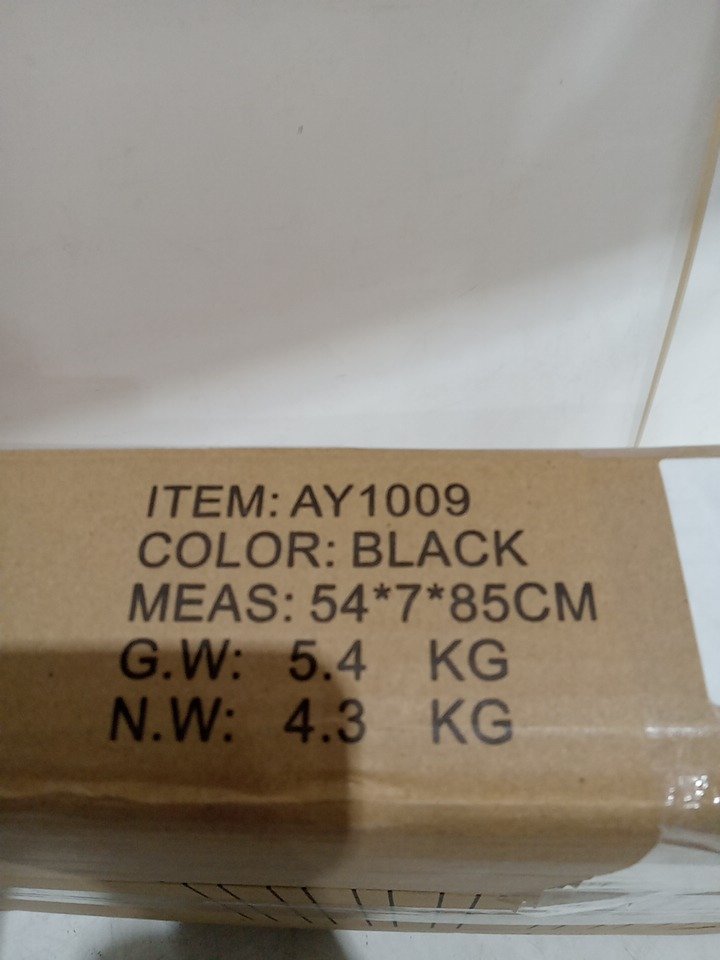 ITEM: AY1009
COLOR: BLACK
MEAS: 54*7*85CM
G.W: 5.4 KG
N.W: 4.3 KG